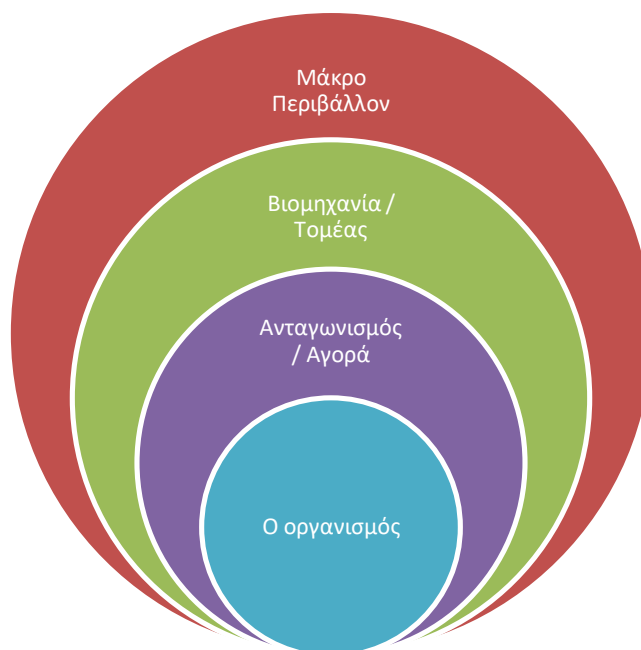 Μάκρο
Περιβάλλον
Βιομηχανία /
Τομέας
Ανταγωνισμός
/ Αγορά
Ο οργανισμός